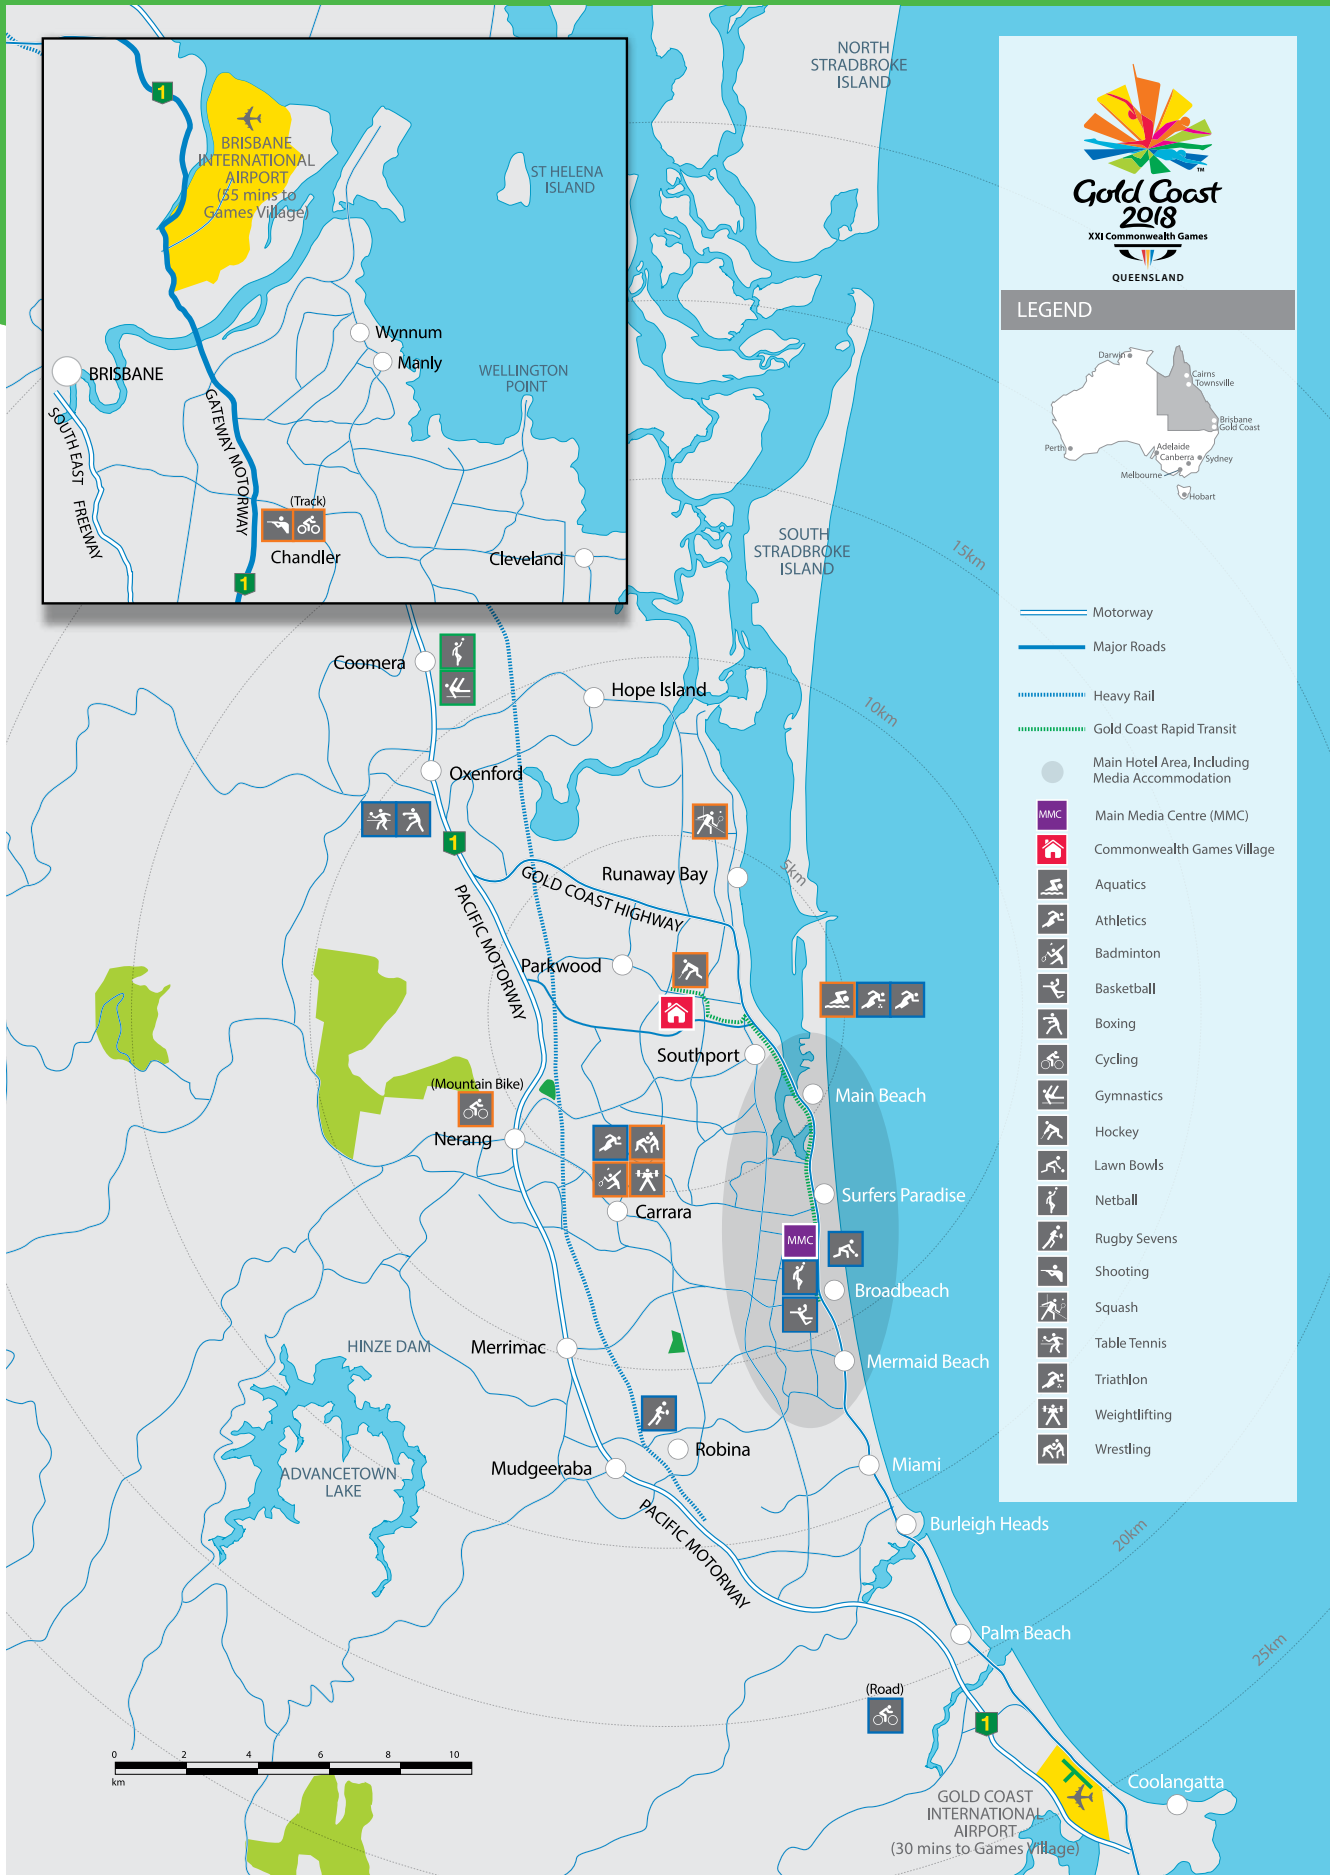 1
BRISBANE
INTERNATIONAL
AIRPORT
(55 mins to
Games Village)
ST HELENA
ISLAND
Wynnum
Manly
BRISBANE
WELLINGTON
POINT
SOUTH EAST FREEWAY
GATEWAY MOTORWAY
(Track)
Chandler
Cleveland
1
NORTH
STRADBROKE
ISLAND
SOUTH
STRADBROKE
ISLAND
15km
10km
5km
20km
25km
Coomera
Hope Island
Oxenford
1
Runaway Bay
GOLD COAST HIGHWAY
PACIFIC MOTORWAY
Parkwood
Southport
Main Beach
(Mountain Bike)
Nerang
Surfers Paradise
Carrara
MMC
Broadbeach
HINZE DAM
Merrimac
Mermaid Beach
Robina
Mudgeeraba
Miami
ADVANCETOWN
LAKE
PACIFIC MOTORWAY
Burleigh Heads
Palm Beach
(Road)
1
Coolangatta
GOLD COAST
INTERNATIONAL
AIRPORT
(30 mins to Games Village)
0 2 4 6 8 10
km
Gold Coast
2018
TM
XXI Commonwealth Games
QUEENSLAND
LEGEND
Darwin
Cairns
Townsville
Brisbane
Gold Coast
Perth
Adelaide
Canberra
Sydney
Melbourne
Hobart
Motorway
Major Roads
Heavy Rail
Gold Coast Rapid Transit
Main Hotel Area, Including
Media Accommodation
MMC Main Media Centre (MMC)
Commonwealth Games Village
Aquatics
Athletics
Badminton
Basketball
Boxing
Cycling
Gymnastics
Hockey
Lawn Bowls
Netball
Rugby Sevens
Shooting
Squash
Table Tennis
Triathlon
Weightlifting
Wrestling